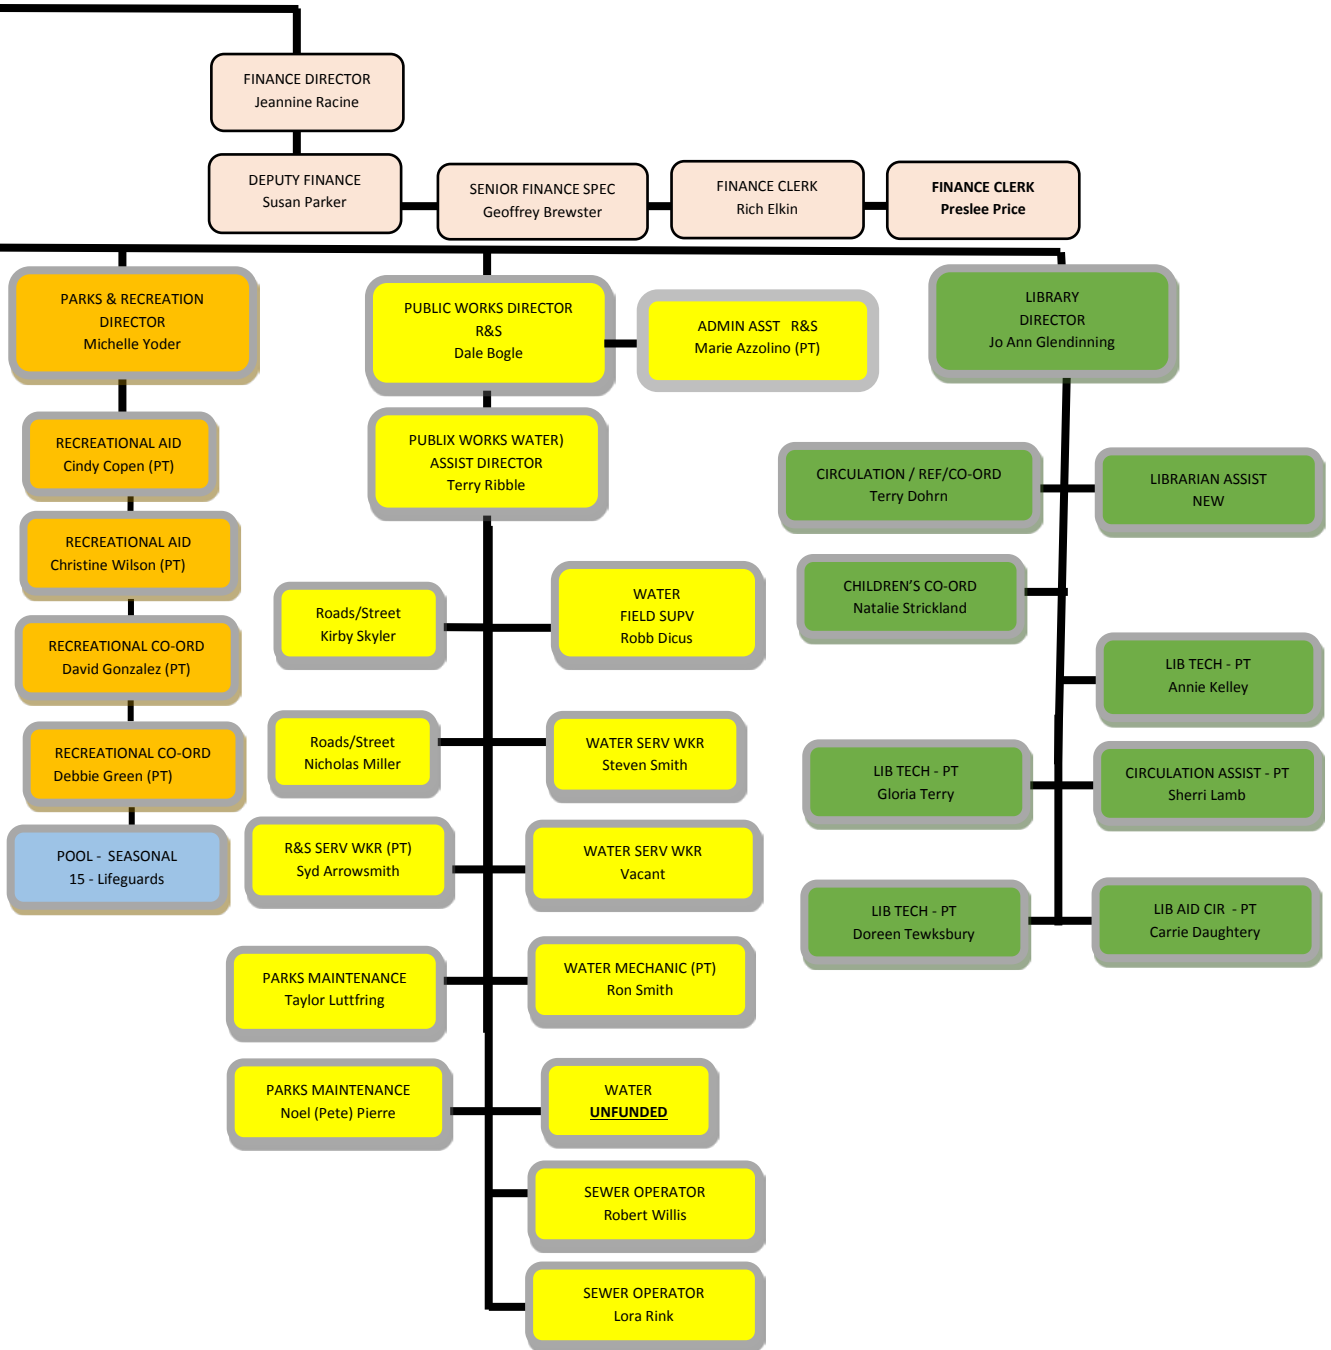 FINANCE DIRECTOR
Jeannine Racine
DEPUTY FINANCE
Susan Parker
SENIOR FINANCE SPEC
Geoffrey Brewster
FINANCE CLERK
Rich Elkin
FINANCE CLERK
Preslee Price
PARKS & RECREATION
DIRECTOR
Michelle Yoder
RECREATIONAL AID
Cindy Copen (PT)
RECREATIONAL AID
Christine Wilson (PT)
RECREATIONAL CO-ORD
David Gonzalez (PT)
RECREATIONAL CO-ORD
Debbie Green (PT)
POOL - SEASONAL
15 - Lifeguards
PUBLIC WORKS DIRECTOR
R&S
Dale Bogle
ADMIN ASST R&S
Marie Azzolino (PT)
PUBLIX WORKS WATER)
ASSIST DIRECTOR
Terry Ribble
Roads/Street
Kirby Skyler
WATER
FIELD SUPV
Robb Dicus
Roads/Street
Nicholas Miller
WATER SERV WKR
Steven Smith
R&S SERV WKR (PT)
Syd Arrowsmith
WATER SERV WKR
Vacant
PARKS MAINTENANCE
Taylor Luttfring
WATER MECHANIC (PT)
Ron Smith
PARKS MAINTENANCE
Noel (Pete) Pierre
WATER
UNFUNDED
SEWER OPERATOR
Robert Willis
SEWER OPERATOR
Lora Rink
LIBRARY
DIRECTOR
Jo Ann Glendinning
CIRCULATION / REF/CO-ORD
Terry Dohrn
LIBRARIAN ASSIST
NEW
CHILDREN'S CO-ORD
Natalie Strickland
LIB TECH - PT
Annie Kelley
LIB TECH - PT
Gloria Terry
CIRCULATION ASSIST - PT
Sherri Lamb
LIB TECH - PT
Doreen Tewksbury
LIB AID CIR - PT
Carrie Daughtery